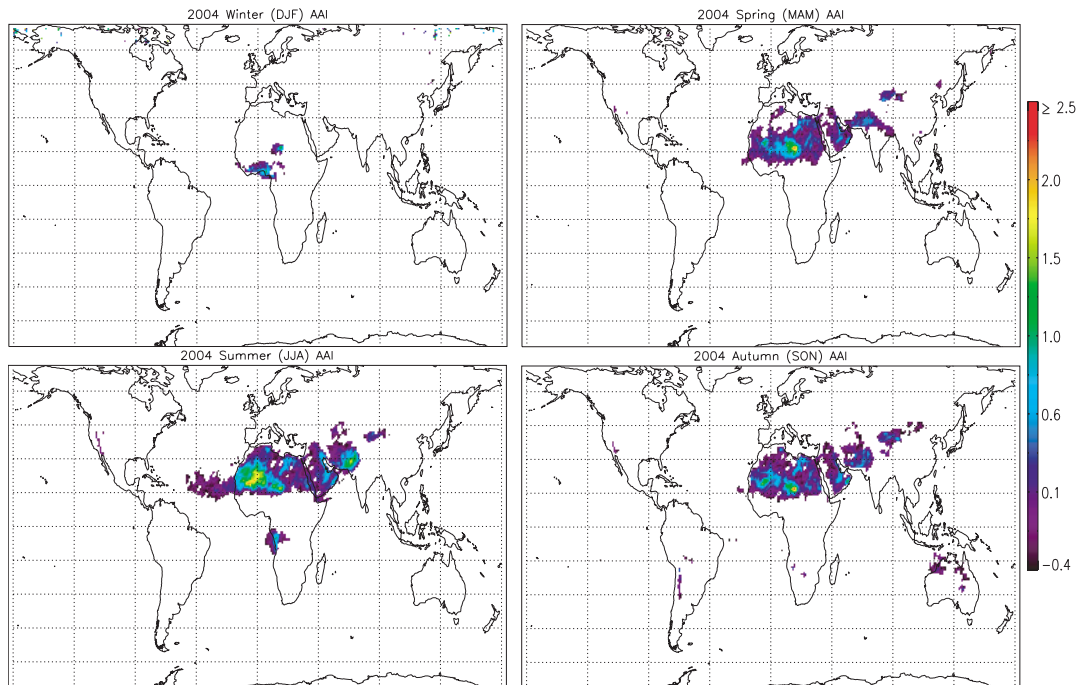 2004 Winter (DJF) AAI
2004 Spring (MAM) AAI
≥ 2.5
2.0
1.5
1.0
0.6
0.1
−0.4
2004 Summer (JJA) AAI
2004 Autumn (SON) AAI